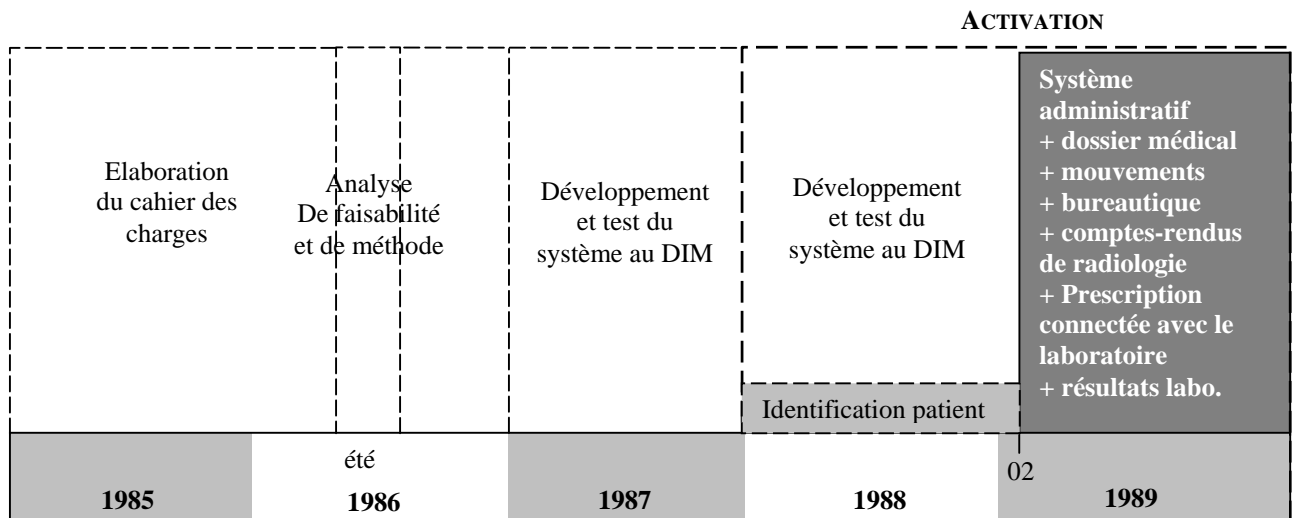 ACTIVATION
Elaboration
du cahier des
charges
Analyse
De faisabilité
et de méthode
Développement
et test du
système au DIM
Développement
et test du
système au DIM
Identification patient
Système
administratif
+ dossier médical
+ mouvements
+ bureautique
+ comptes-rendus
de radiologie
+ Prescription
connectée avec le
laboratoire
+ résultats labo.
été
02
1985
1986
1987
1988
1989